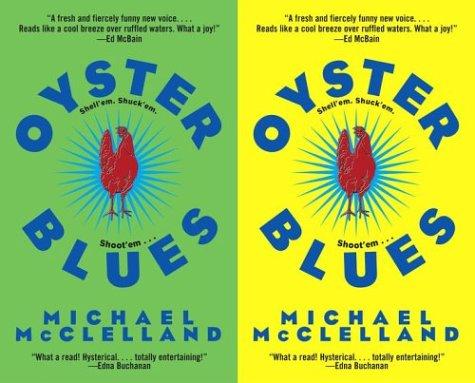 "A fresh and fiercely funny new voice. . . .
Reads like a cool breeze over ruffled waters. What a joy!"
—Ed McBain
OYSTER
Shell'em. Shuck'em.
Shoot'em . . .
BLUES
MICHAEL
McCLELLAND
"What a read! Hysterical. . . . totally entertaining!"
—Edna Buchanan
"A fresh and fiercely funny new voice. . . .
Reads like a cool breeze over ruffled waters. What a joy!"
—Ed McBain
OYSTER
Shell'em. Shuck'em.
Shoot'em . . .
BLUES
MICHAEL
McCLELLAND
"What a read! Hysterical. . . . totally entertaining!"
—Edna Buchanan